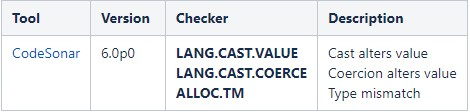 Tool Version Checker Description
CodeSonar 6.0p0 LANG.CAST.VALUE Cast alters value
LANG.CAST.COERCE Coercion alters value
ALLOC.TM Type mismatch